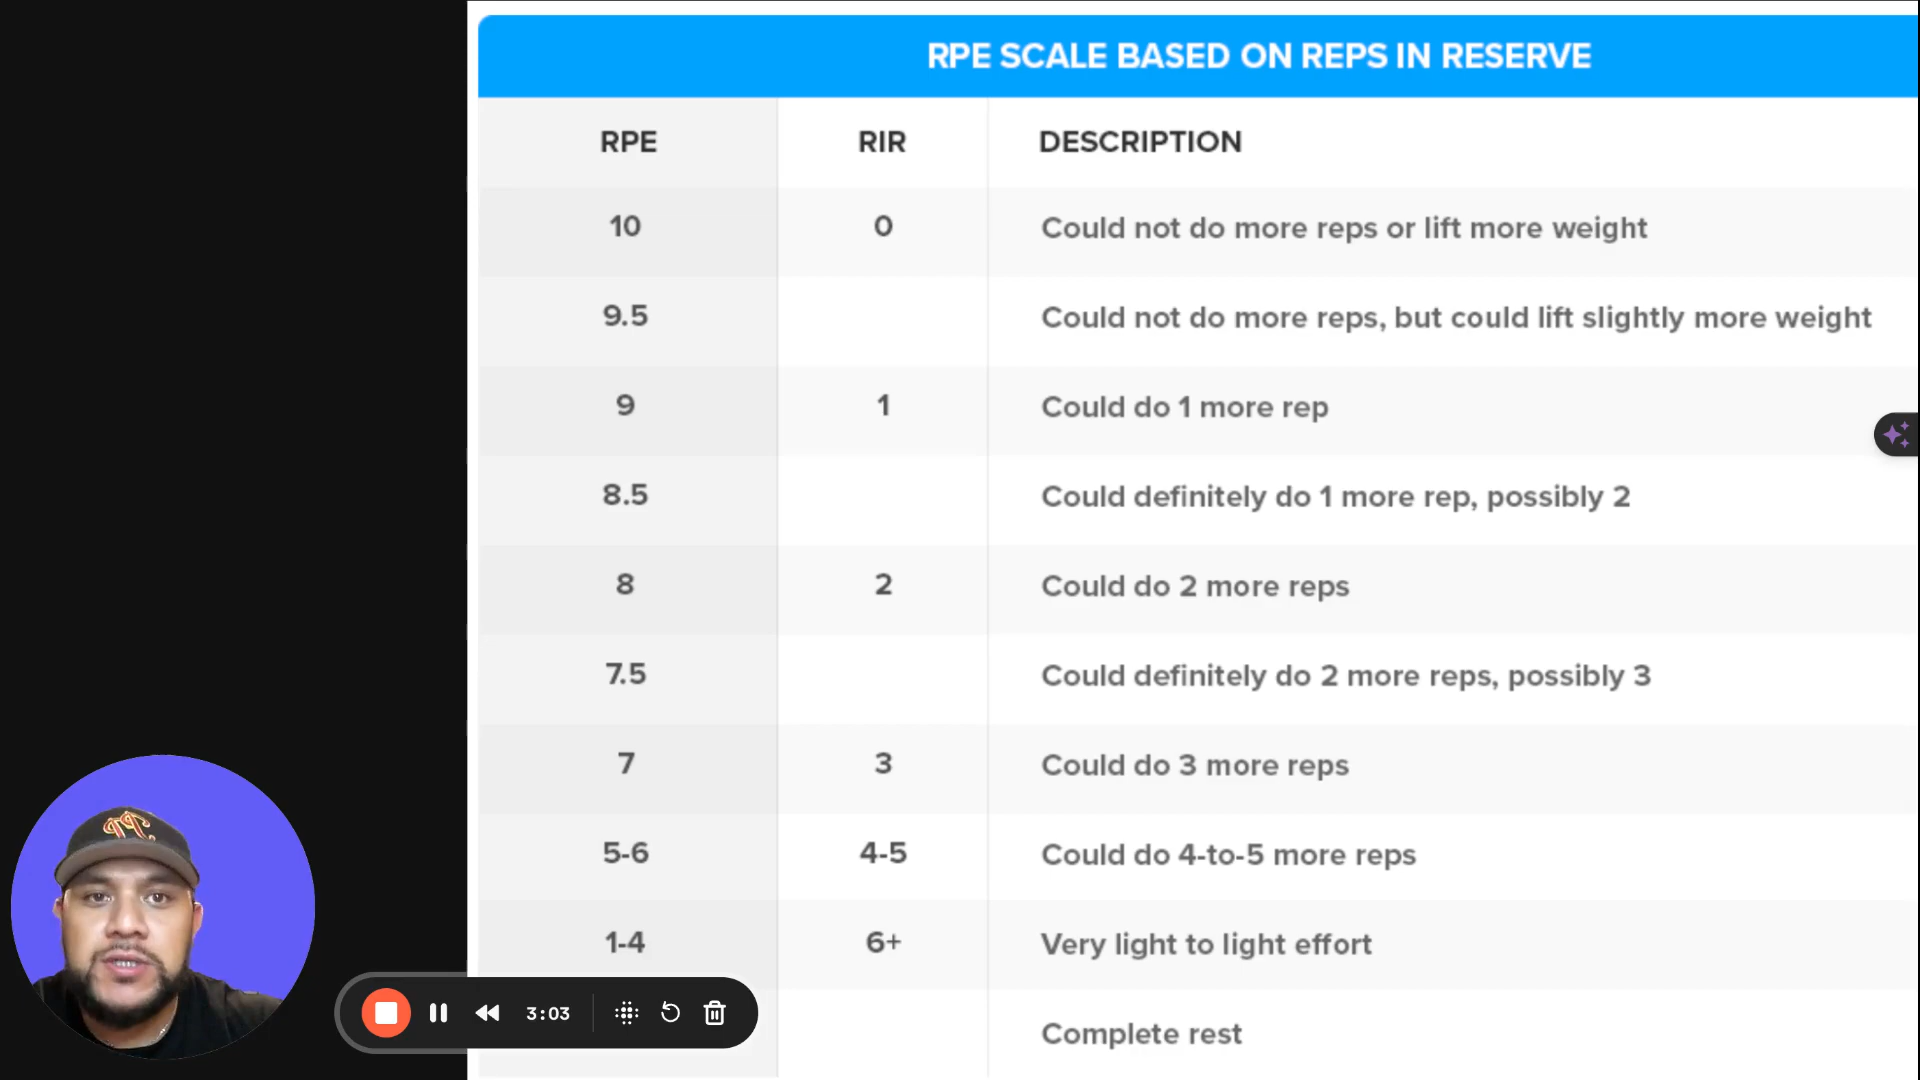 RPE SCALE BASED ON REPS IN RESERVE
RPE RIR DESCRIPTION
10 0 Could not do more reps or lift more weight
9.5 Could not do more reps, but could lift slightly more weight
9 1 Could do 1 more rep
8.5 Could definitely do 1 more rep, possibly 2
8 2 Could do 2 more reps
7.5 Could definitely do 2 more reps, possibly 3
7 3 Could do 3 more reps
5-6 4-5 Could do 4-to-5 more reps
1-4 6+ Very light to light effort
3:03
Complete rest